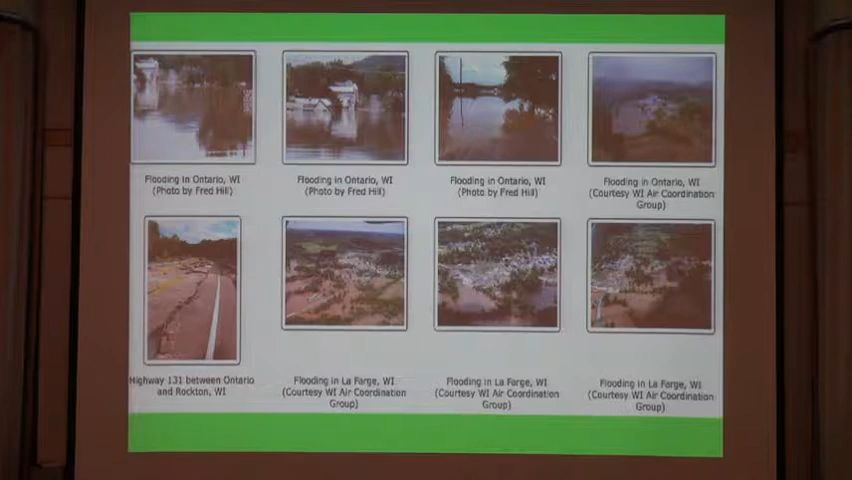 Flooding in Ontario, WI
(Photo by Fred Hill)
Flooding in Ontario, WI
(Photo by Fred Hill)
Flooding in Ontario, WI
(Photo by Fred Hill)
Flooding in Ontario, WI
(Courtesy WI Air Coordination
Group)
Highway 131 between Ontario
and Rockton, WI
Flooding in La Farge, WI
(Courtesy WI Air Coordination
Group)
Flooding in La Farge, WI
(Courtesy WI Air Coordination
Group)
Flooding in La Farge, WI
(Courtesy WI Air Coordination
Group)